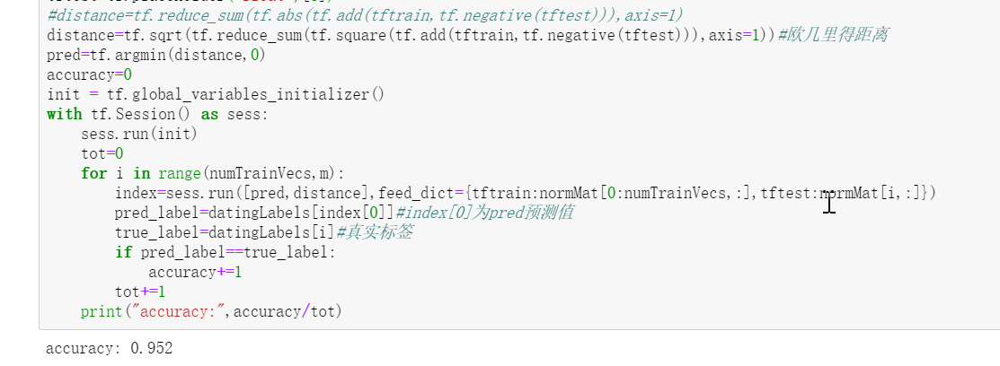 #distance=tf.reduce_sum(tf.abs(tf.add(tftrain,tf.negative(tftest))),axis=1)
distance=tf.sqrt(tf.reduce_sum(tf.square(tf.add(tftrain,tf.negative(tftest))),axis=1))#欧几里得距离
pred=tf.argmin(distance,0)
accuracy=0
init = tf.global_variables_initializer()
with tf.Session() as sess:
    sess.run(init)
    tot=0
    for i in range(numTrainVecs,m):
        index=sess.run([pred,distance],feed_dict={tftrain:normMat[0:numTrainVecs,:],tftest:normMat[i,:]})
        pred_label=datingLabels[index[0]]#index[0]为pred预测值
        true_label=datingLabels[i]#真实标签
        if pred_label==true_label:
            accuracy+=1
        tot+=1
    print("accuracy:",accuracy/tot)
accuracy: 0.952